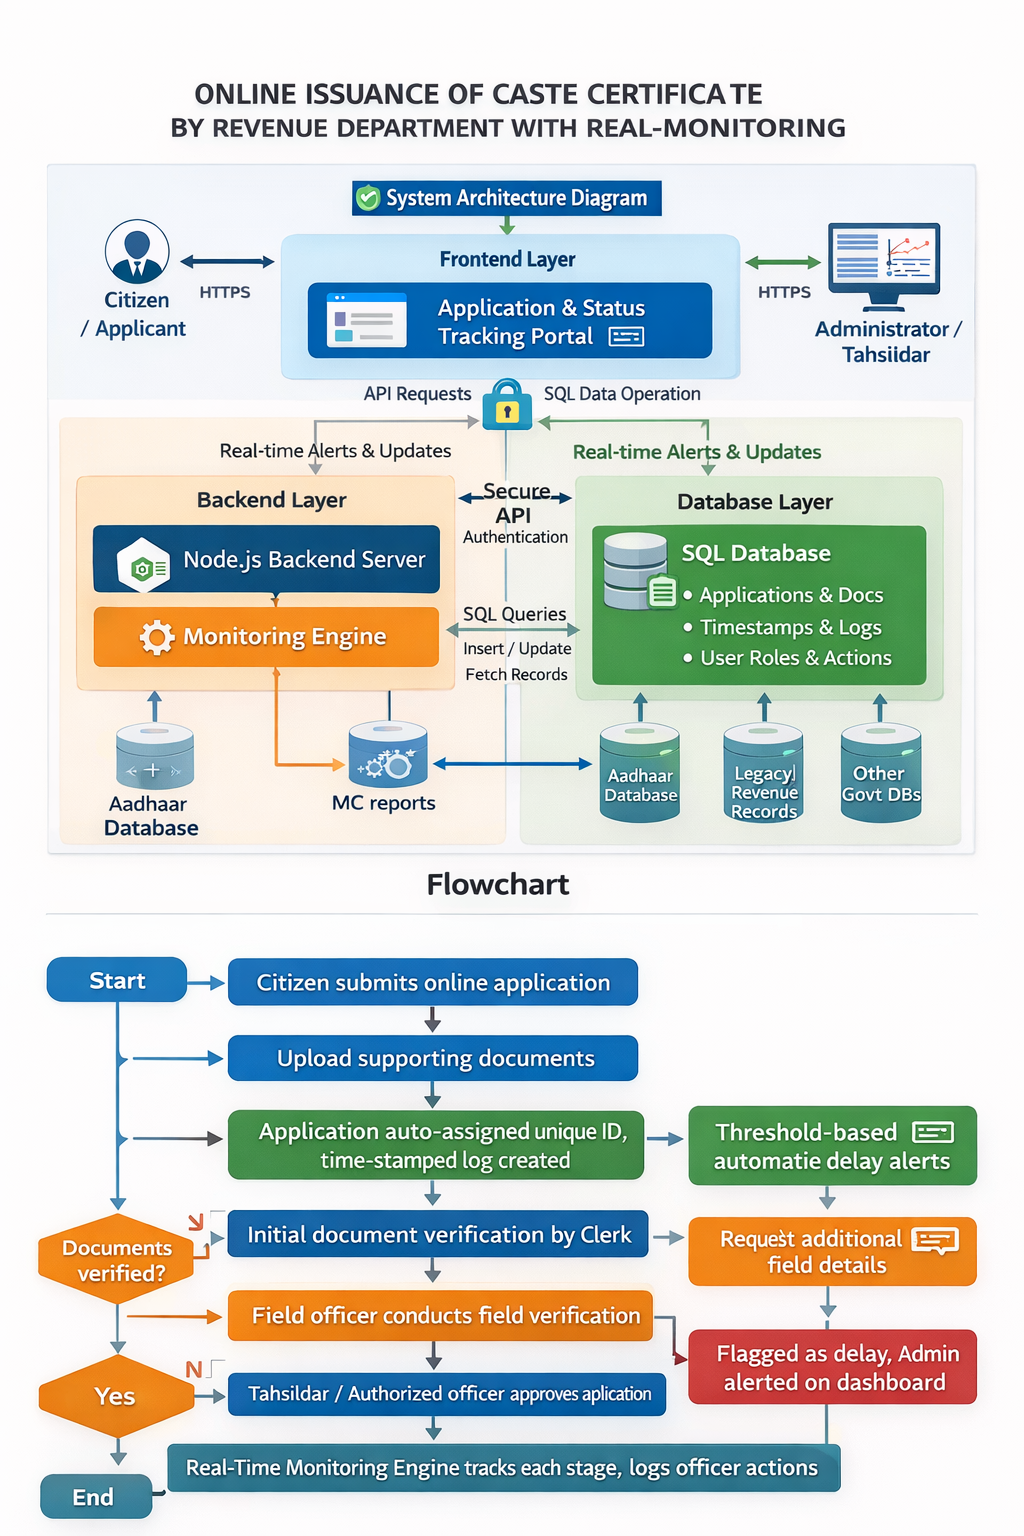 ONLINE ISSUANCE OF CASTE CERTIFICATE
BY REVENUE DEPARTMENT WITH REAL-MONITORING
System Architecture Diagram
Citizen
/ Applicant
HTTPS
Frontend Layer
Application & Status
Tracking Portal
HTTPS
Administrator /
Tahsildar
API Requests
SQL Data Operation
Real-time Alerts & Updates
Real-time Alerts & Updates
Backend Layer
Node.js Backend Server
Monitoring Engine
Secure
API
Authentication
SQL Queries
Insert / Update
Fetch Records
Database Layer
SQL Database
• Applications & Docs
• Timestamps & Logs
• User Roles & Actions
Aadhaar
Database
MC reports
Aadhaar
Database
Legacy
Revenue
Records
Other
Govt DBs
Flowchart
Start
Citizen submits online application
Upload supporting documents
Application auto-assigned unique ID,
time-stamped log created
Threshold-based
automatie delay alerts
Documents
verified?
Initial document verification by Clerk
Request additional
field details
Field officer conducts field verification
Flagged as delay, Admin
alerted on dashboard
Yes
N
Tahsildar / Authorized officer approves aplication
Real-Time Monitoring Engine tracks each stage, logs officer actions
End